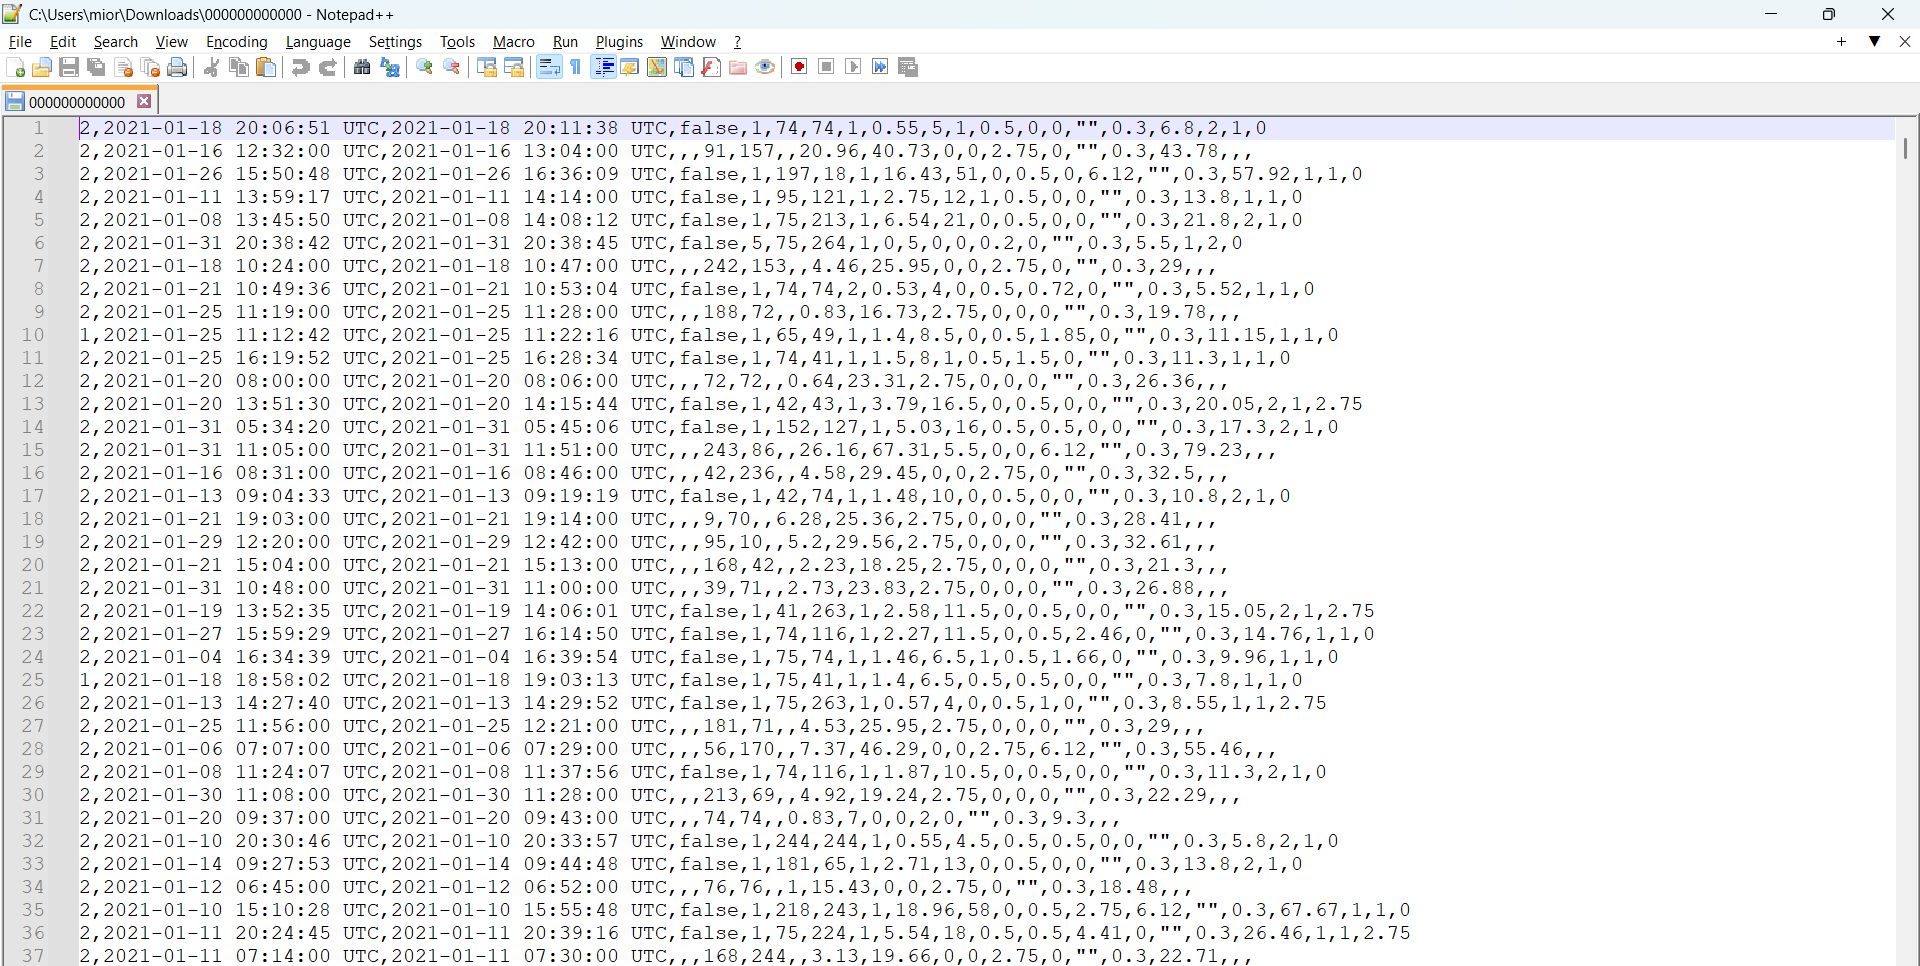 C:\Users\mior\Downloads\000000000000 - Notepad++
File Edit Search View Encoding Language Settings Tools Macro Run Plugins Window ?
000000000000
1 2,2021-01-18 20:06:51 UTC,2021-01-18 20:11:38 UTC,false,1,74,74,1,0.55,5,1,0.5,0,0,"",0.3,6.8,2,1,0
2 2,2021-01-16 12:32:00 UTC,2021-01-16 13:04:00 UTC,,,91,157,,20.96,40.73,0,0,2.75,0,"",0.3,43.78,,,
3 2,2021-01-26 15:50:48 UTC,2021-01-26 16:36:09 UTC,false,1,197,18,1,16.43,51,0,0.5,0,6.12,"",0.3,57.92,1,1,0
4 2,2021-01-11 13:59:17 UTC,2021-01-11 14:14:00 UTC,false,1,95,121,1,2.75,12,1,0.5,0,0,"",0.3,13.8,1,1,0
5 2,2021-01-08 13:45:50 UTC,2021-01-08 14:08:12 UTC,false,1,75,213,1,6.54,21,0,0.5,0,0,"",0.3,21.8,2,1,0
6 2,2021-01-31 20:38:42 UTC,2021-01-31 20:38:45 UTC,false,5,75,264,1,0,5,0,0,0.2,0,"",0.3,5.5,1,2,0
7 2,2021-01-18 10:24:00 UTC,2021-01-18 10:47:00 UTC,,,242,153,,4.46,25.95,0,0,2.75,0,"",0.3,29,,,
8 2,2021-01-21 10:49:36 UTC,2021-01-21 10:53:04 UTC,false,1,74,74,2,0.53,4,0,0.5,0.72,0,"",0.3,5.52,1,1,0
9 2,2021-01-25 11:19:00 UTC,2021-01-25 11:28:00 UTC,,,188,72,,0.83,16.73,2.75,0,0,0,"",0.3,19.78,,,
10 1,2021-01-25 11:12:42 UTC,2021-01-25 11:22:16 UTC,false,1,65,49,1,1.4,8.5,0,0.5,1.85,0,"",0.3,11.15,1,1,0
11 2,2021-01-25 16:19:52 UTC,2021-01-25 16:28:34 UTC,false,1,74,41,1,1.5,8,1,0.5,1.5,0,"",0.3,11.3,1,1,0
12 2,2021-01-20 08:00:00 UTC,2021-01-20 08:06:00 UTC,,,72,72,,0.64,23.31,2.75,0,0,0,"",0.3,26.36,,,
13 2,2021-01-20 13:51:30 UTC,2021-01-20 14:15:44 UTC,false,1,42,43,1,3.79,16.5,0,0.5,0,0,"",0.3,20.05,2,1,2.75
14 2,2021-01-31 05:34:20 UTC,2021-01-31 05:45:06 UTC,false,1,152,127,1,5.03,16,0.5,0.5,0,0,"",0.3,17.3,2,1,0
15 2,2021-01-31 11:05:00 UTC,2021-01-31 11:51:00 UTC,,,243,86,,26.16,67.31,5.5,0,0,6.12,"",0.3,79.23,,,
16 2,2021-01-16 08:31:00 UTC,2021-01-16 08:46:00 UTC,,,42,236,,4.58,29.45,0,0,2.75,0,"",0.3,32.5,,,
17 2,2021-01-13 09:04:33 UTC,2021-01-13 09:19:19 UTC,false,1,42,74,1,1.48,10,0,0.5,0,0,"",0.3,10.8,2,1,0
18 2,2021-01-21 19:03:00 UTC,2021-01-21 19:14:00 UTC,,,9,70,,6.28,25.36,2.75,0,0,0,"",0.3,28.41,,,
19 2,2021-01-29 12:20:00 UTC,2021-01-29 12:42:00 UTC,,,95,10,,5.2,29.56,2.75,0,0,0,"",0.3,32.61,,,
20 2,2021-01-21 15:04:00 UTC,2021-01-21 15:13:00 UTC,,,168,42,,2.23,18.25,2.75,0,0,0,"",0.3,21.3,,,
21 2,2021-01-31 10:48:00 UTC,2021-01-31 11:00:00 UTC,,,39,71,,2.73,23.83,2.75,0,0,0,"",0.3,26.88,,,
22 2,2021-01-19 13:52:35 UTC,2021-01-19 14:06:01 UTC,false,1,41,263,1,2.58,11.5,0,0.5,0,0,"",0.3,15.05,2,1,2.75
23 2,2021-01-27 15:59:29 UTC,2021-01-27 16:14:50 UTC,false,1,74,116,1,2.27,11.5,0,0.5,2.46,0,"",0.3,14.76,1,1,0
24 2,2021-01-04 16:34:39 UTC,2021-01-04 16:39:54 UTC,false,1,75,74,1,1.46,6.5,1,0.5,1.66,0,"",0.3,9.96,1,1,0
25 1,2021-01-18 18:58:02 UTC,2021-01-18 19:03:13 UTC,false,1,75,41,1,1.4,6.5,0.5,0.5,0,0,"",0.3,7.8,1,1,0
26 2,2021-01-13 14:27:40 UTC,2021-01-13 14:29:52 UTC,false,1,75,263,1,0.57,4,0,0.5,1,0,"",0.3,8.55,1,1,2.75
27 2,2021-01-25 11:56:00 UTC,2021-01-25 12:21:00 UTC,,,181,71,,4.53,25.95,2.75,0,0,0,"",0.3,29,,,
28 2,2021-01-06 07:07:00 UTC,2021-01-06 07:29:00 UTC,,,56,170,,7.37,46.29,0,0,2.75,6.12,"",0.3,55.46,,,
29 2,2021-01-08 11:24:07 UTC,2021-01-08 11:37:56 UTC,false,1,74,116,1,1.87,10.5,0,0.5,0,0,"",0.3,11.3,2,1,0
30 2,2021-01-30 11:08:00 UTC,2021-01-30 11:28:00 UTC,,,213,69,,4.92,19.24,2.75,0,0,0,"",0.3,22.29,,,
31 2,2021-01-20 09:37:00 UTC,2021-01-20 09:43:00 UTC,,,74,74,,0.83,7,0,0,2,0,"",0.3,9.3,,,
32 2,2021-01-10 20:30:46 UTC,2021-01-10 20:33:57 UTC,false,1,244,244,1,0.55,4.5,0.5,0.5,0,0,"",0.3,5.8,2,1,0
33 2,2021-01-14 09:27:53 UTC,2021-01-14 09:44:48 UTC,false,1,181,65,1,2.71,13,0,0.5,0,0,"",0.3,13.8,2,1,0
34 2,2021-01-12 06:45:00 UTC,2021-01-12 06:52:00 UTC,,,76,76,,1,15.43,0,0,2.75,0,"",0.3,18.48,,,
35 2,2021-01-10 15:10:28 UTC,2021-01-10 15:55:48 UTC,false,1,218,243,1,18.96,58,0,0.5,2.75,6.12,"",0.3,67.67,1,1,0
36 2,2021-01-11 20:24:45 UTC,2021-01-11 20:39:16 UTC,false,1,75,224,1,5.54,18,0.5,0.5,4.41,0,"",0.3,26.46,1,1,2.75
37 2,2021-01-11 07:14:00 UTC,2021-01-11 07:30:00 UTC,,,168,244,,3.13,19.66,0,0,2.75,0,"",0.3,22.71,,,